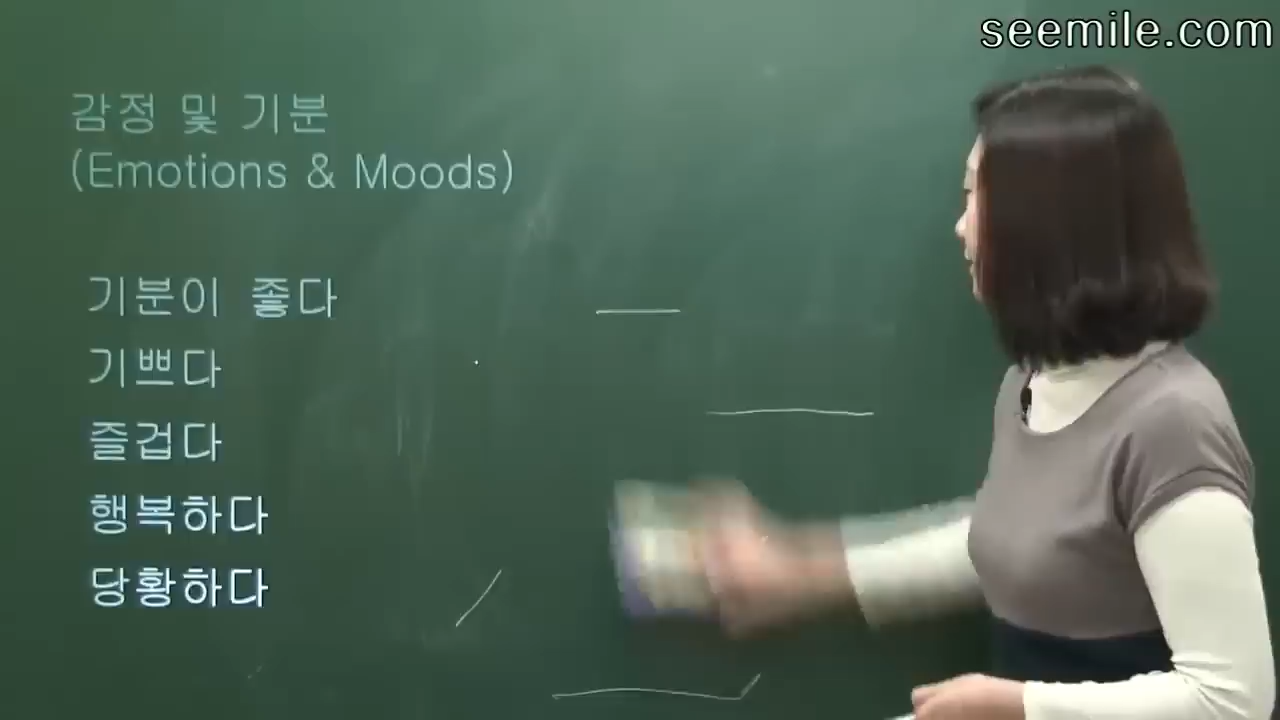 seemile.com
감정 및 기분
(Emotions & Moods)
기분이 좋다
기쁘다
즐겁다
행복하다
당황하다